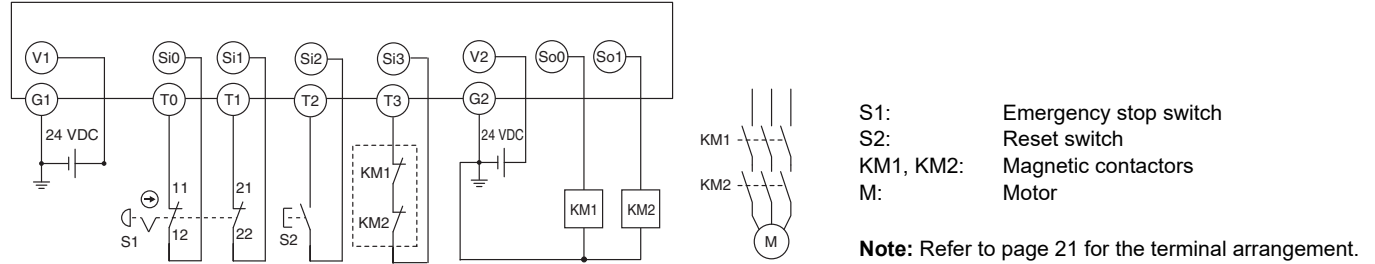 V1 Si0 Si1 Si2 Si3 V2 So0 So1
G1 T0 T1 T2 T3 G2
24 VDC 24 VDC
11 21
12 22
S1 S2
KM1
KM2
KM1 KM2
KM1
KM2
M
S1: Emergency stop switch
S2: Reset switch
KM1, KM2: Magnetic contactors
M: Motor
Note: Refer to page 21 for the terminal arrangement.